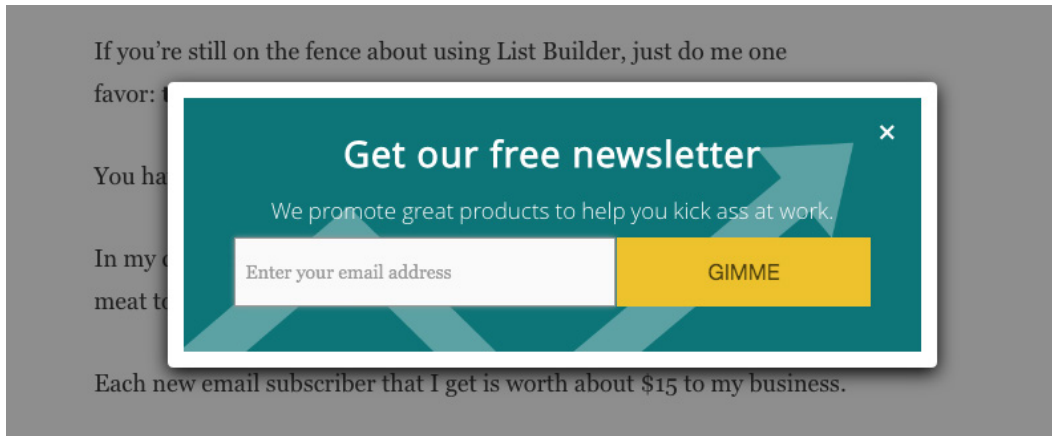 If you’re still on the fence about using List Builder, just do me one
favor:
Get our free newsletter
×
You
We promote great products to help you kick ass at work.
In my
Enter your email address
GIMME
meat
Each new email subscriber that I get is worth about $15 to my business.